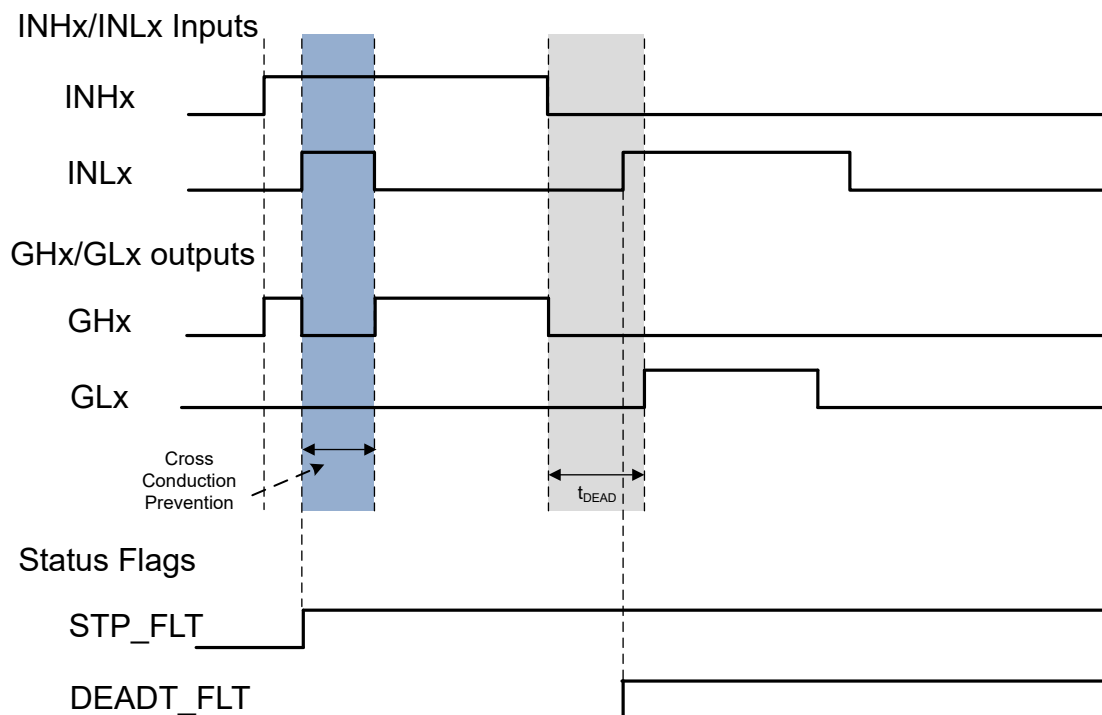 INHx/INLx Inputs
INHx
INLx
GHx/GLx outputs
GHx
GLx
Cross
Conduction
Prevention
tDEAD
Status Flags
STP_FLT
DEADT_FLT